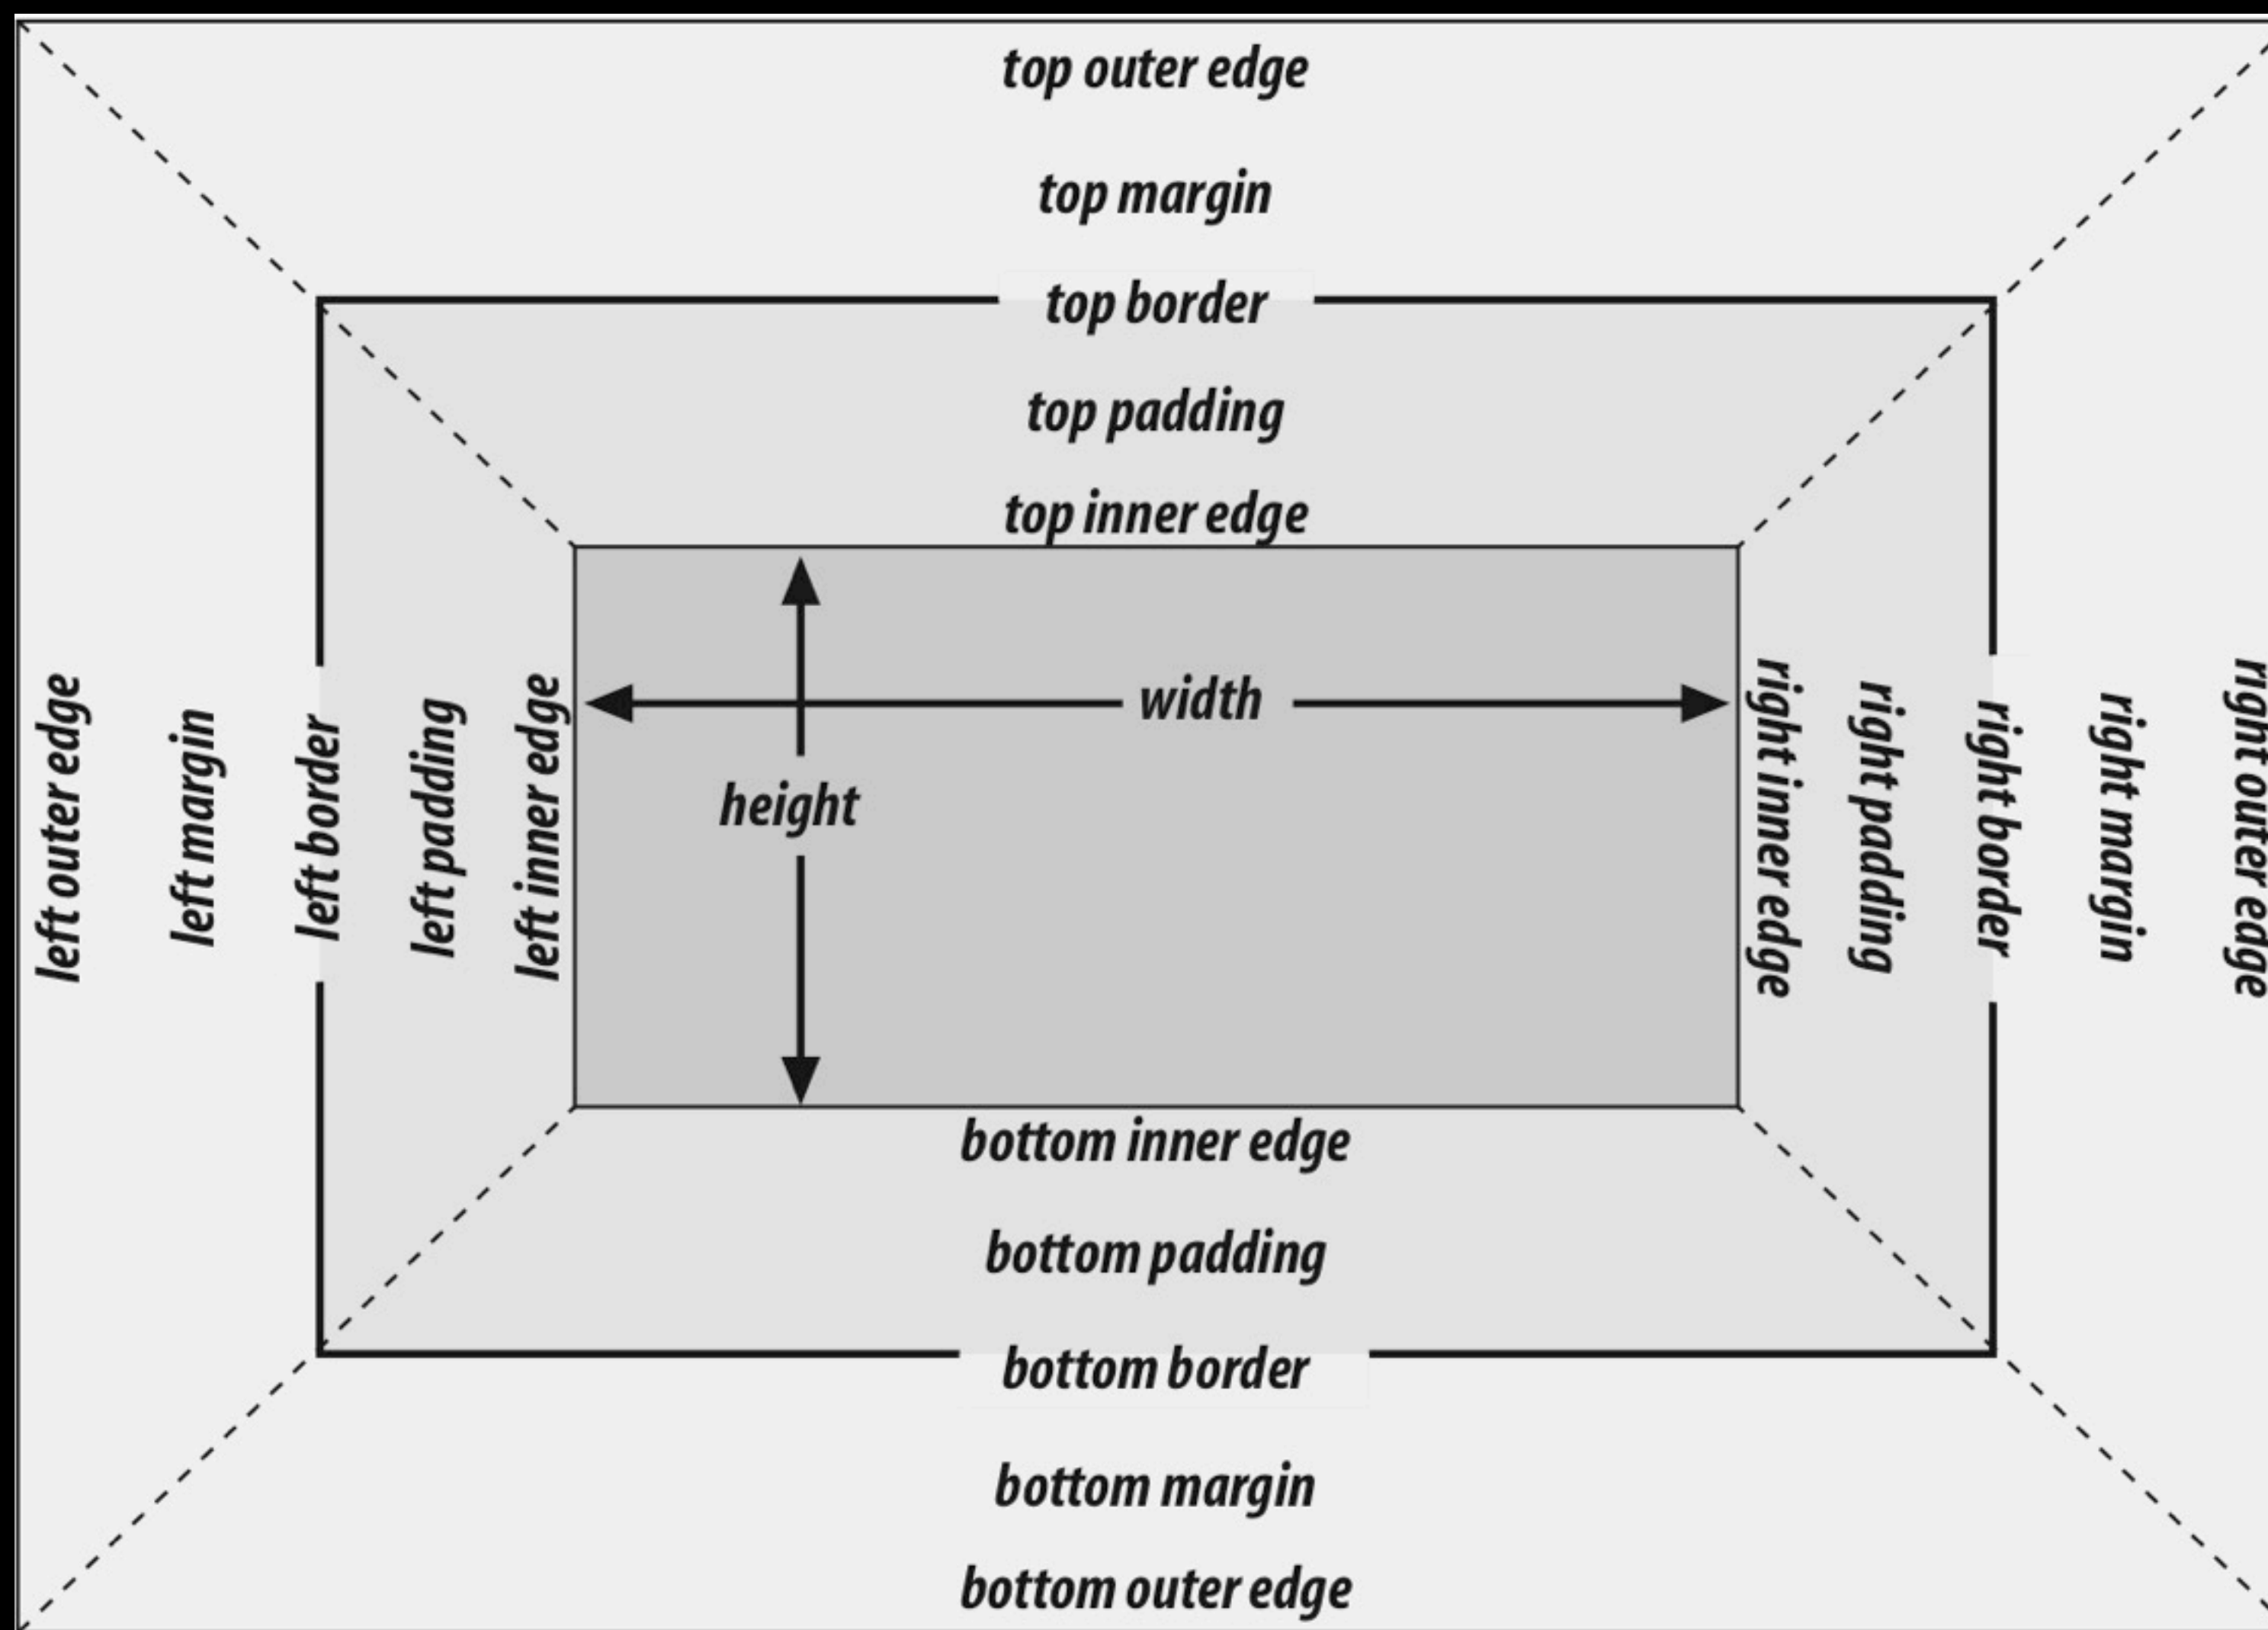 top outer edge
top margin
top border
top padding
top inner edge
left outer edge
left margin
left border
left padding
left inner edge
width
height
right inner edge
right padding
right border
right margin
right outer edge
bottom inner edge
bottom padding
bottom border
bottom margin
bottom outer edge